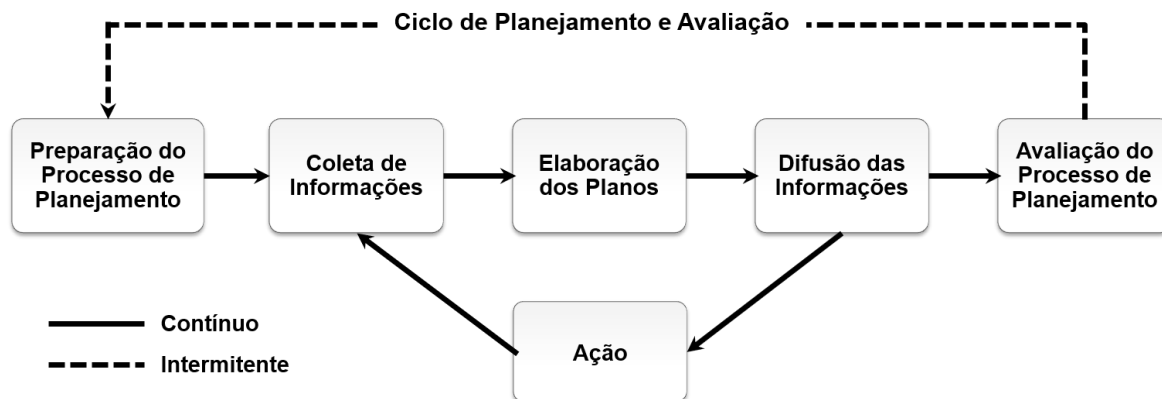 Ciclo de Planejamento e Avaliação
Preparação do
Processo de
Planejamento
Coleta de
Informações
Elaboração
dos Planos
Difusão das
Informações
Avaliação do
Processo de
Planejamento
Ação
Contínuo
Intermitente